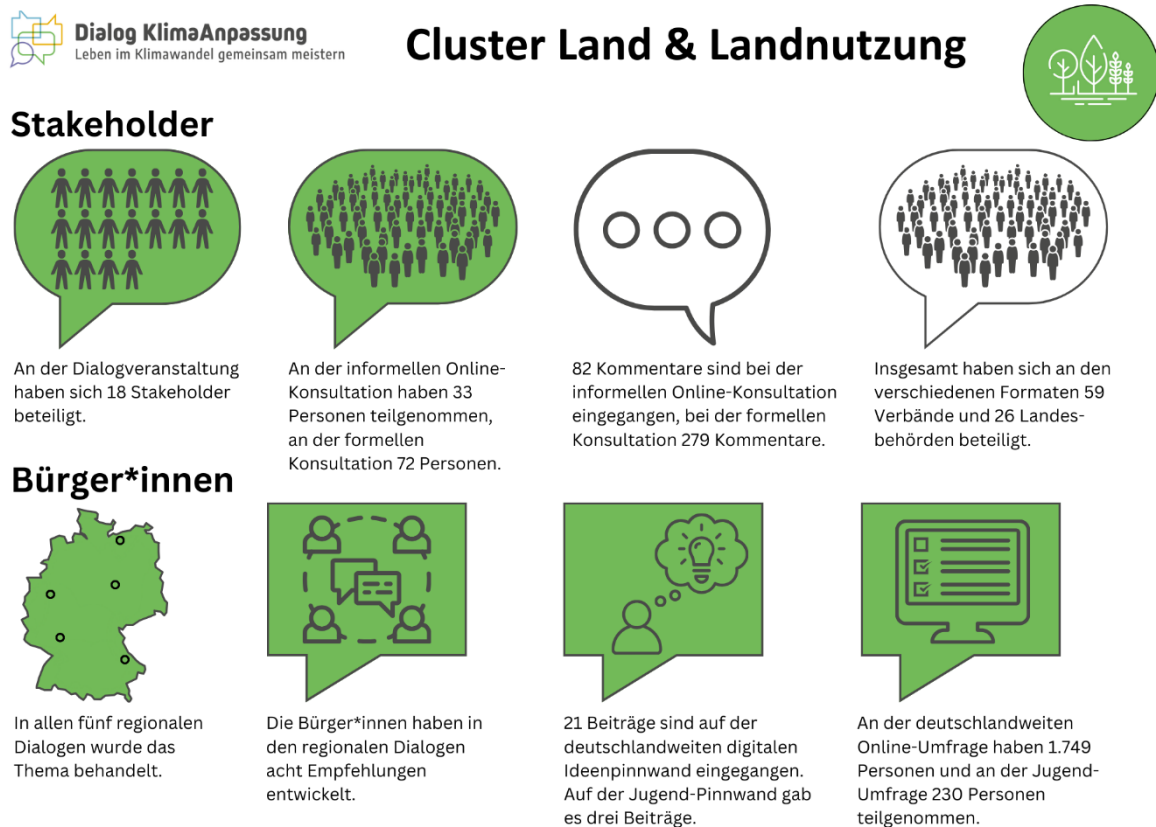 Dialog KlimaAnpassung
Leben im Klimawandel gemeinsam meistern
Cluster Land & Landnutzung
Stakeholder
An der Dialogveranstaltung
haben sich 18 Stakeholder
beteiligt.
An der informellen Online-
Konsultation haben 33
Personen teilgenommen,
an der formellen
Konsultation 72 Personen.
82 Kommentare sind bei der
informellen Online-Konsultation
eingegangen, bei der formellen
Konsultation 279 Kommentare.
Insgesamt haben sich an den
verschiedenen Formaten 59
Verbände und 26 Landes-
behörden beteiligt.
Bürger*innen
In allen fünf regionalen
Dialogen wurde das
Thema behandelt.
Die Bürger*innen haben in
den regionalen Dialogen
acht Empfehlungen
entwickelt.
21 Beiträge sind auf der
deutschlandweiten digitalen
Ideenpinnwand eingegangen.
Auf der Jugend-Pinnwand gab
es drei Beiträge.
An der deutschlandweiten
Online-Umfrage haben 1.749
Personen und an der Jugend-
Umfrage 230 Personen
teilgenommen.